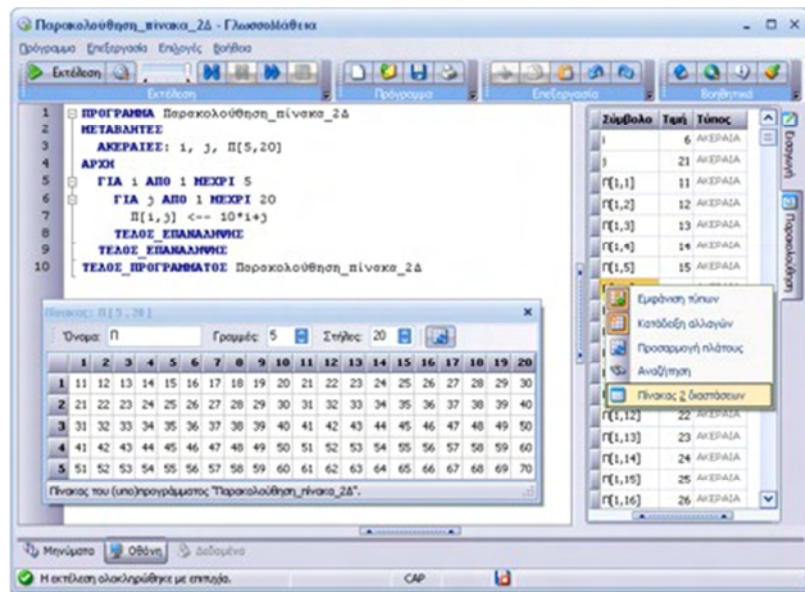 Παρακολούθηση_πίνακα_2Δ - ΓλωσσοΜάθεια
Πρόγραμμα Επεξεργασία Επιλογές Βοήθεια
Εκτέλεση
Εκτέλεση Πρόγραμμα Επεξεργασία Βοηθητικά
1 ΠΡΟΓΡΑΜΜΑ Παρακολούθηση_πίνακα_2Δ
2 ΜΕΤΑΒΛΗΤΕΣ
3 ΑΚΕΡΑΙΕΣ: i, j, Π[5,20]
4 ΑΡΧΗ
5 ΓΙΑ i ΑΠΟ 1 ΜΕΧΡΙ 5
6 ΓΙΑ j ΑΠΟ 1 ΜΕΧΡΙ 20
7 Π[i,j] <-- 10*i+j
8 ΤΕΛΟΣ_ΕΠΑΝΑΛΗΨΗΣ
9 ΤΕΛΟΣ_ΕΠΑΝΑΛΗΨΗΣ
10 ΤΕΛΟΣ_ΠΡΟΓΡΑΜΜΑΤΟΣ Παρακολούθηση_πίνακα_2Δ
Πίνακας: Π[5,20]
Όνομα: Π Γραμμές: 5 Στήλες: 20
1 2 3 4 5 6 7 8 9 10 11 12 13 14 15 16 17 18 19 20
1 11 12 13 14 15 16 17 18 19 20 21 22 23 24 25 26 27 28 29 30
2 21 22 23 24 25 26 27 28 29 30 31 32 33 34 35 36 37 38 39 40
3 31 32 33 34 35 36 37 38 39 40 41 42 43 44 45 46 47 48 49 50
4 41 42 43 44 45 46 47 48 49 50 51 52 53 54 55 56 57 58 59 60
5 51 52 53 54 55 56 57 58 59 60 61 62 63 64 65 66 67 68 69 70
Πίνακας του (υπο)προγράμματος "Παρακολούθηση_πίνακα_2Δ".
Σύμβολο Τιμή Τύπος
i 6 ΑΚΕΡΑΙΑ
j 21 ΑΚΕΡΑΙΑ
Π[1,1] 11 ΑΚΕΡΑΙΑ
Π[1,2] 12 ΑΚΕΡΑΙΑ
Π[1,3] 13 ΑΚΕΡΑΙΑ
Π[1,4] 14 ΑΚΕΡΑΙΑ
Π[1,5] 15 ΑΚΕΡΑΙΑ
Εμφάνιση τύπων
Κατάδειξη αλλαγών
Προσαρμογή πλάτους
Αναζήτηση
Πίνακας 2 διαστάσεων
Π[1,12] 22 ΑΚΕΡΑΙΑ
Π[1,13] 23 ΑΚΕΡΑΙΑ
Π[1,14] 24 ΑΚΕΡΑΙΑ
Π[1,15] 25 ΑΚΕΡΑΙΑ
Π[1,16] 26 ΑΚΕΡΑΙΑ
Εισαγωγή
Παρακολούθηση
Μηνύματα Οθόνη Δεδομένα
Η εκτέλεση ολοκληρώθηκε με επιτυχία. CAP